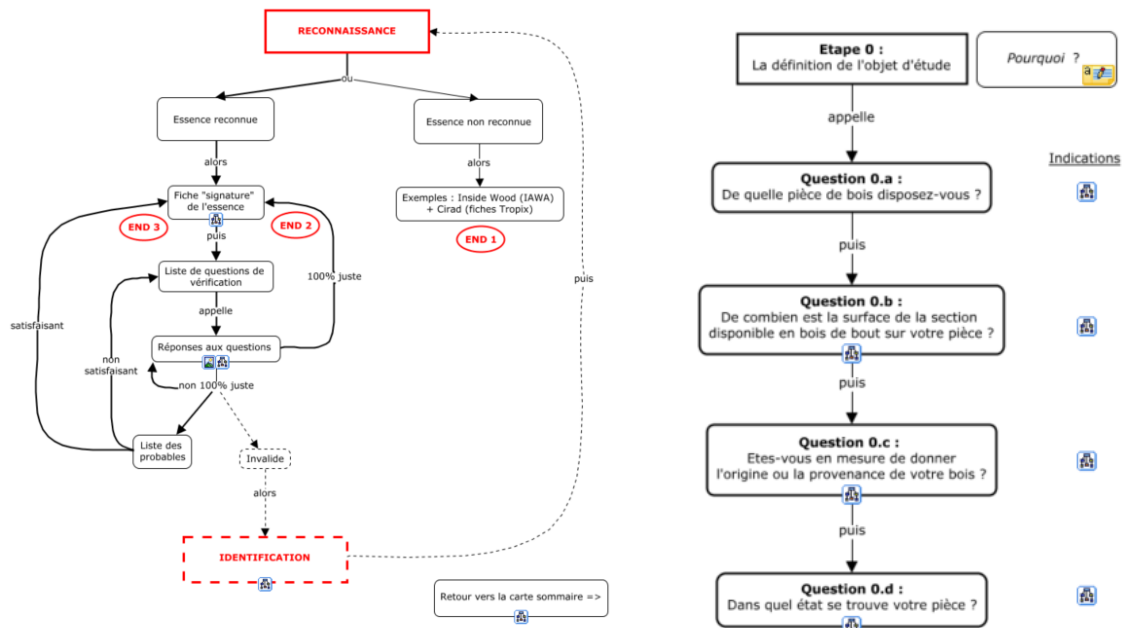 RECONNAISSANCE
ou
Essence reconnue
Essence non reconnue
alors
alors
Fiche "signature"
de l'essence
Exemples : Inside Wood (IAWA)
+ Cirad (fiches Tropix)
END 3
END 2
END 1
puis
Liste de questions de
vérification
100% juste
puis
appelle
satisfaisant
Réponses aux questions
non
satisfaisant
non 100% juste
Liste des
probables
Invalide
alors
IDENTIFICATION
Retour vers la carte sommaire =>
Etape 0 :
La définition de l'objet d'étude
Pourquoi ?
a
appelle
Indications
Question 0.a :
De quelle pièce de bois disposez-vous ?
puis
Question 0.b :
De combien est la surface de la section
disponible en bois de bout sur votre pièce ?
puis
Question 0.c :
Etes-vous en mesure de donner
l'origine ou la provenance de votre bois ?
puis
Question 0.d :
Dans quel état se trouve votre pièce ?